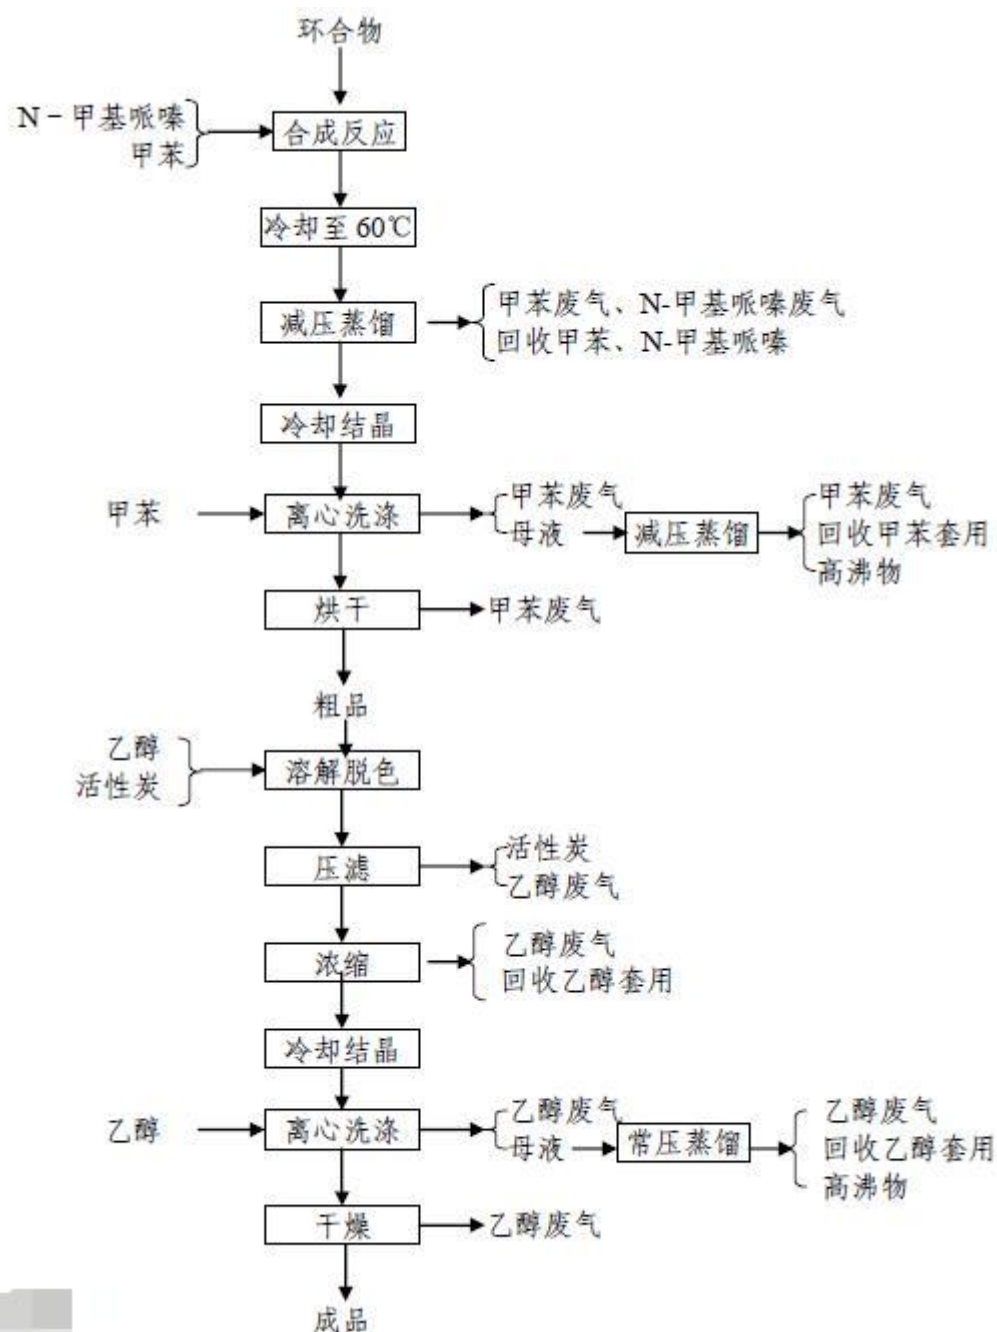 环合物
N－甲基哌嗪
甲苯
合成反应
冷却至 60℃
减压蒸馏
甲苯废气、N-甲基哌嗪废气
回收甲苯、N-甲基哌嗪
冷却结晶
甲苯
离心洗涤
甲苯废气
母液
减压蒸馏
甲苯废气
回收甲苯套用
高沸物
烘干
甲苯废气
粗品
乙醇
活性炭
溶解脱色
压滤
活性炭
乙醇废气
浓缩
乙醇废气
回收乙醇套用
冷却结晶
乙醇
离心洗涤
乙醇废气
母液
常压蒸馏
乙醇废气
回收乙醇套用
高沸物
干燥
乙醇废气
成品